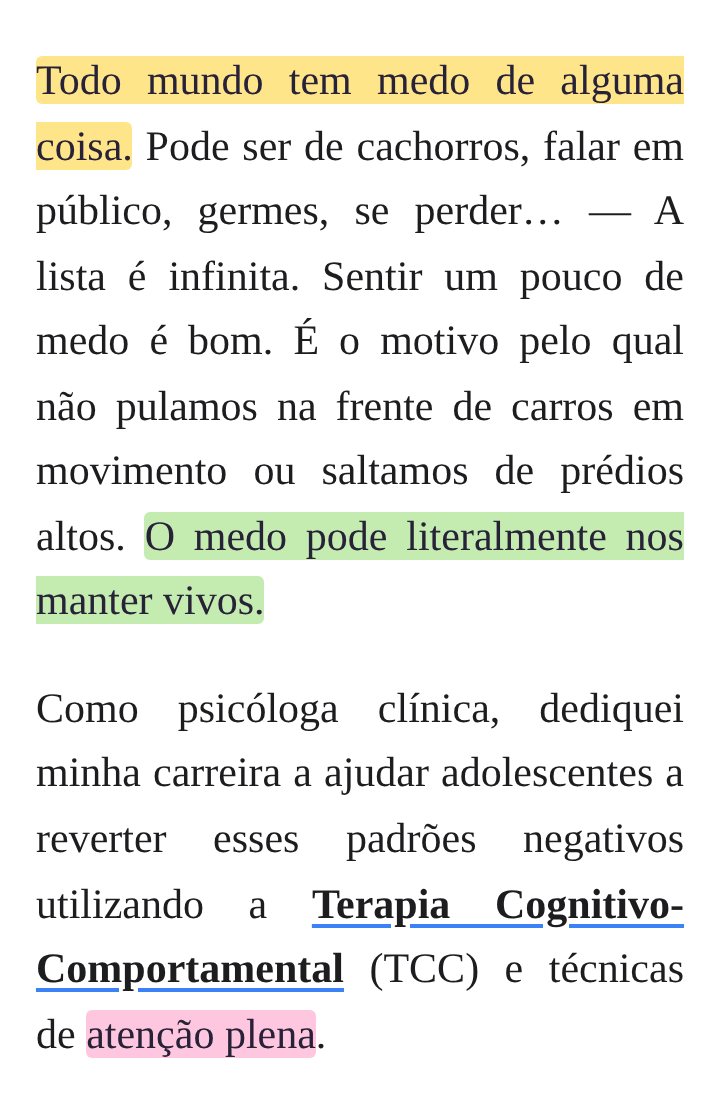 Todo mundo tem medo de alguma
coisa. Pode ser de cachorros, falar em
público, germes, se perder… — A
lista é infinita. Sentir um pouco de
medo é bom. É o motivo pelo qual
não pulamos na frente de carros em
movimento ou saltamos de prédios
altos. O medo pode literalmente nos
manter vivos.
Como psicóloga clínica, dediquei
minha carreira a ajudar adolescentes a
reverter esses padrões negativos
utilizando a Terapia Cognitivo-
Comportamental (TCC) e técnicas
de atenção plena.